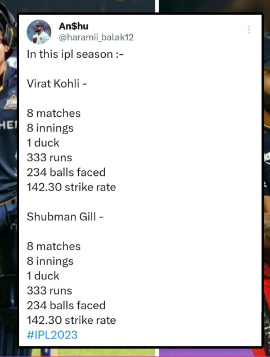 An$hu
@haramii_balak12
In this ipl season :-
Virat Kohli -
8 matches
8 innings
1 duck
333 runs
234 balls faced
142.30 strike rate
Shubman Gill -
8 matches
8 innings
1 duck
333 runs
234 balls faced
142.30 strike rate
#IPL2023